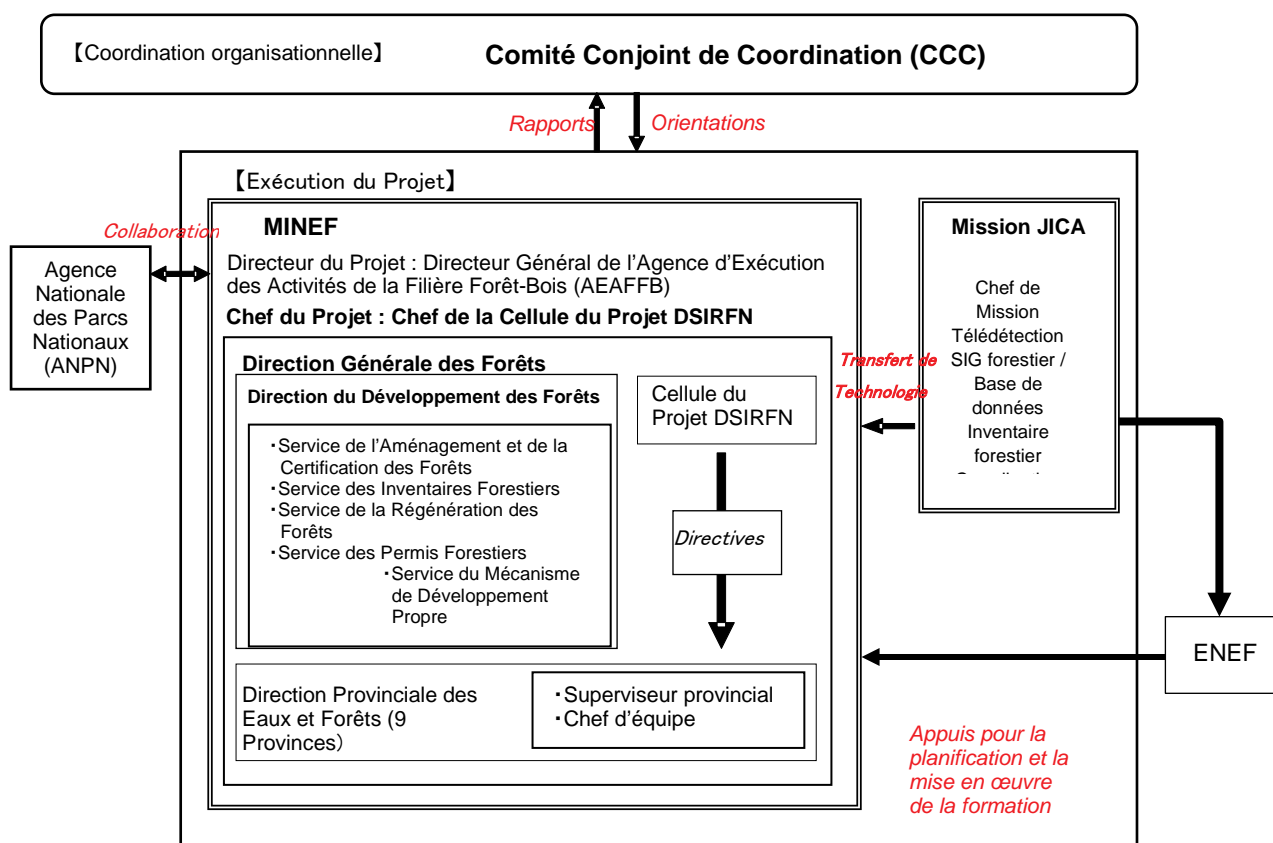 【Coordination organisationnelle】 Comité Conjoint de Coordination (CCC)
Rapports
Orientations
【Exécution du Projet】
Collaboration
Agence
Nationale
des Parcs
Nationaux
(ANPN)
MINEF
Directeur du Projet : Directeur Général de l’Agence d’Exécution
des Activités de la Filière Forêt-Bois (AEAFFB)
Chef du Projet : Chef de la Cellule du Projet DSIRFN
Direction Générale des Forêts
Direction du Développement des Forêts
・Service de l’Aménagement et de la
Certification des Forêts
・Service des Inventaires Forestiers
・Service de la Régénération des
Forêts
・Service des Permis Forestiers
・Service du Mécanisme
de Développement
Propre
Cellule du
Projet DSIRFN
Directives
Direction Provinciale des
Eaux et Forêts (9
Provinces）
・Superviseur provincial
・Chef d’équipe
Transfert de
Technologie
Mission JICA
Chef de
Mission
Télédétection
SIG forestier /
Base de
données
Inventaire
forestier
ENEF
Appuis pour la
planification et la
mise en œuvre
de la formation